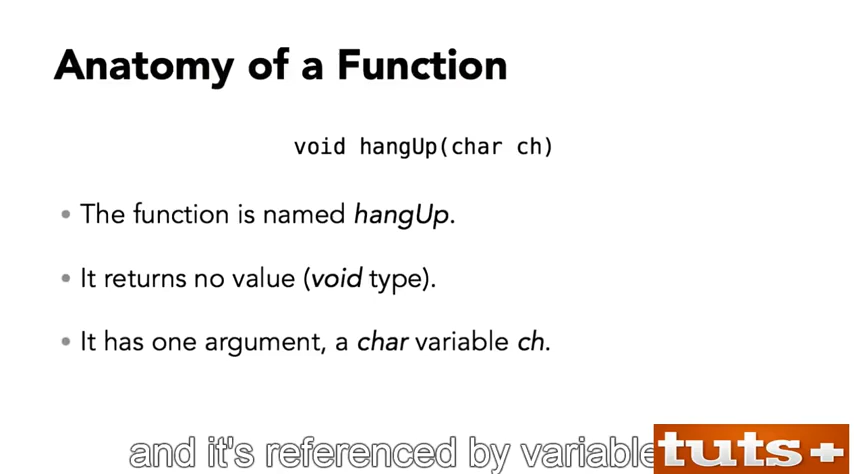 Anatomy of a Function
void hangUp(char ch)
• The function is named hangUp.
• It returns no value (void type).
• It has one argument, a char variable ch.
and it's referenced by variable
tuts+